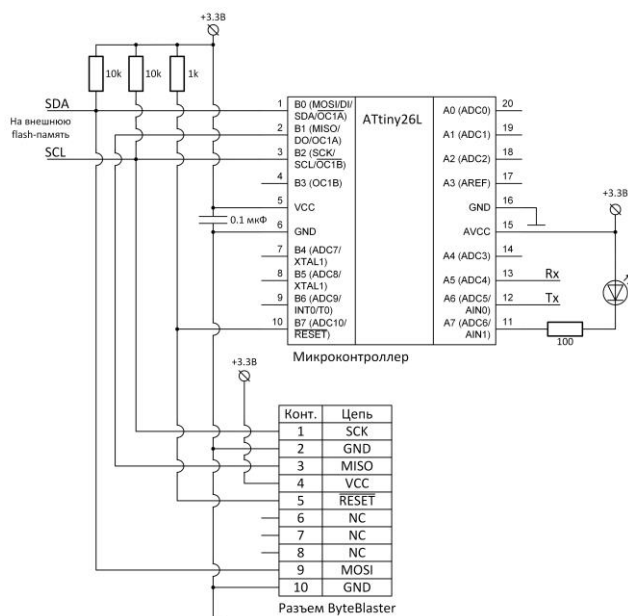 +3.3В
10k 10k 1k
SDA
На внешнюю
flash-память
SCL
ATtiny26L
1 B0 (MOSI/DI/
SDA/OC1A)
2 B1 (MISO/
DO/OC1A)
3 B2 (SCK/
SCL/OC1B)
4 B3 (OC1B)
5 VCC
0.1 мкФ
6 GND
7 B4 (ADC7/
XTAL1)
8 B5 (ADC8/
XTAL1)
9 B6 (ADC9/
INT0/T0)
10 B7 (ADC10/
RESET)
A0 (ADC0) 20
A1 (ADC1) 19
A2 (ADC2) 18
A3 (AREF) 17
GND 16
AVCC 15
A4 (ADC3) 14
A5 (ADC4) 13 Rx
A6 (ADC5/ 12 Tx
AIN0)
A7 (ADC6/ 11
AIN1)
+3.3В
100
Микроконтроллер
+3.3В
Конт. Цепь
1 SCK
2 GND
3 MISO
4 VCC
5 RESET
6 NC
7 NC
8 NC
9 MOSI
10 GND
Разъем ByteBlaster